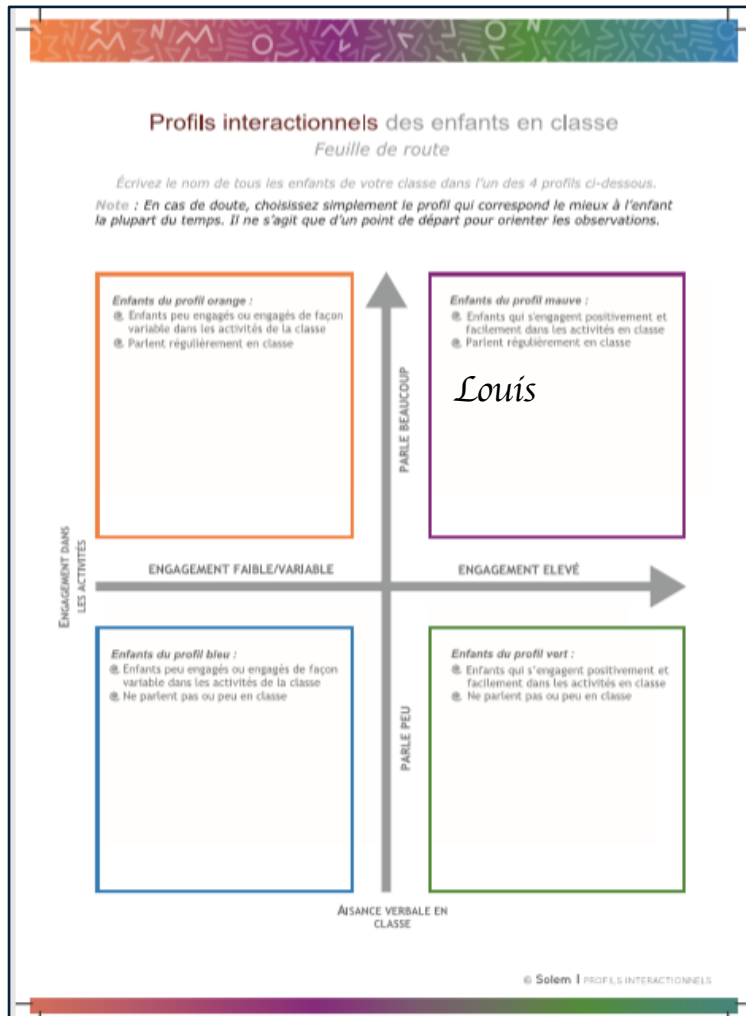 Profils interactionnels des enfants en classe
Feuille de route
Écrivez le nom de tous les enfants de votre classe dans l'un des 4 profils ci-dessous.
Note : En cas de doute, choisissez simplement le profil qui correspond le mieux à l'enfant
la plupart du temps. Il ne s'agit que d'un point de départ pour orienter les observations.
Enfants du profil orange :
Enfants peu engagés ou engagés de façon
variable dans les activités de la classe
Parlent régulièrement en classe
PARLE BEAUCOUP
Enfants du profil mauve :
Enfants qui s'engagent positivement et
facilement dans les activités en classe
Parlent régulièrement en classe
Louis
ENGAGEMENT DANS
LES ACTIVITÉS
ENGAGEMENT FAIBLE/VARIABLE
ENGAGEMENT ELEVÉ
Enfants du profil bleu :
Enfants peu engagés ou engagés de façon
variable dans les activités de la classe
Ne parlent pas ou peu en classe
PARLE PEU
Enfants du profil vert :
Enfants qui s'engagent positivement et
facilement dans les activités en classe
Ne parlent pas ou peu en classe
AISANCE VERBALE EN
CLASSE
© Solem | PROFILS INTERACTIONNELS